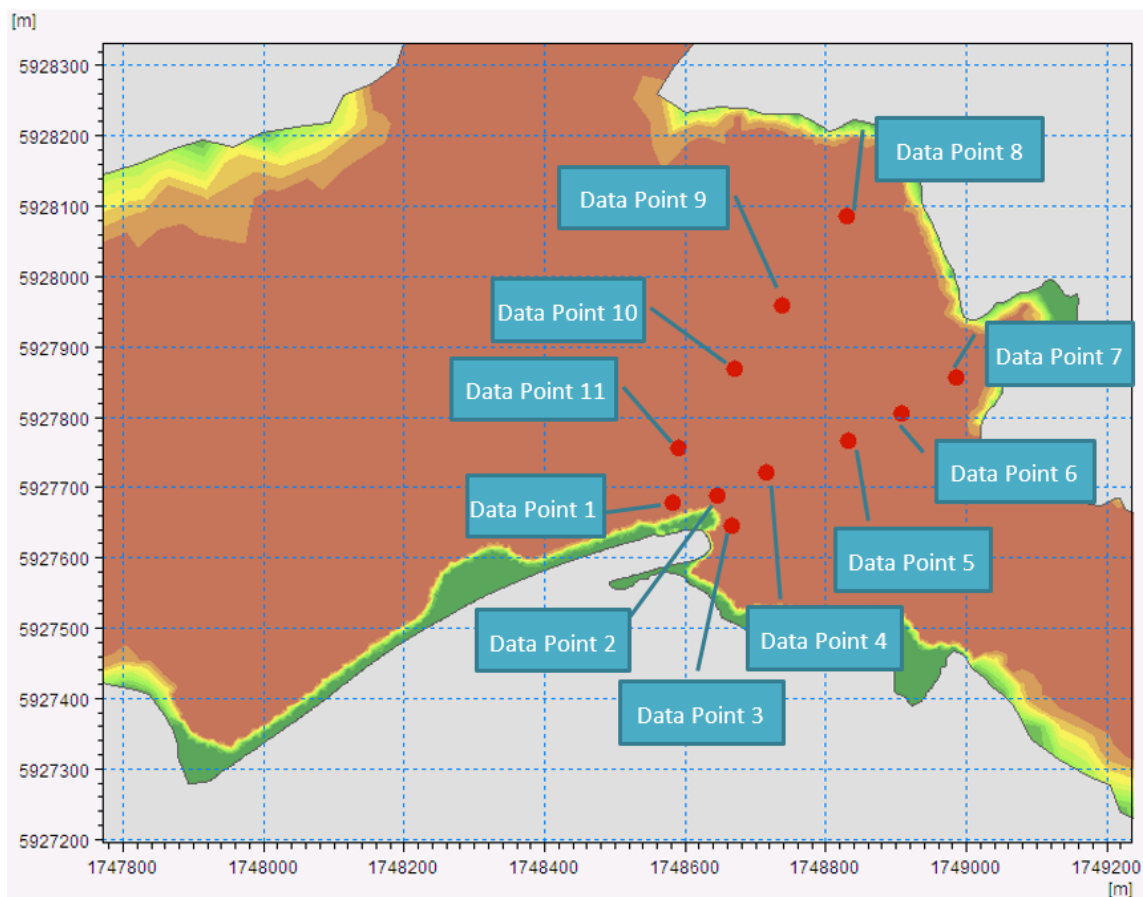 [m]
5928300
5928200
5928100
5928000
5927900
5927800
5927700
5927600
5927500
5927400
5927300
5927200
Data Point 8
Data Point 9
Data Point 10
Data Point 7
Data Point 11
Data Point 6
Data Point 1
Data Point 5
Data Point 2
Data Point 4
Data Point 3
1747800
1748000
1748200
1748400
1748600
1748800
1749000
1749200
[m]